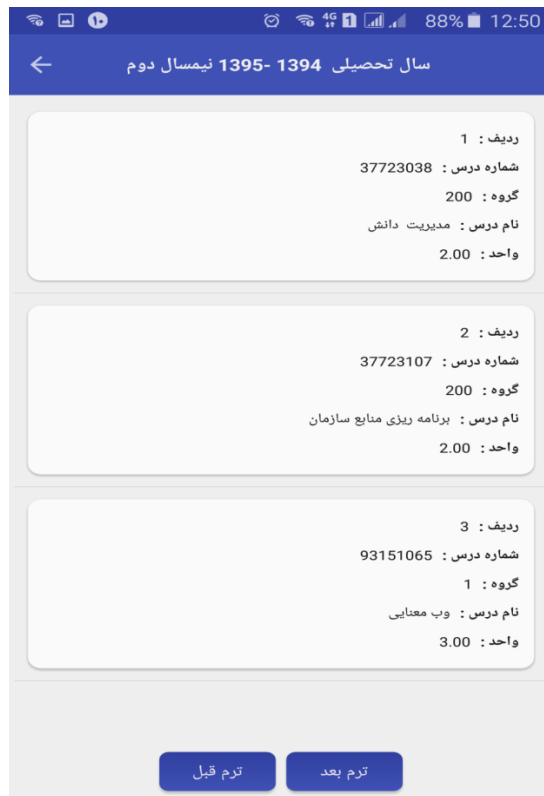 ۱۰ 4G 1 88% 12:50
سال تحصیلی 1394 -1395 نیمسال دوم
ردیف : 1
شماره درس : 37723038
گروه : 200
نام درس : مدیریت دانش
واحد : 2.00
ردیف : 2
شماره درس : 37723107
گروه : 200
نام درس : برنامه ریزی منابع سازمان
واحد : 2.00
ردیف : 3
شماره درس : 93151065
گروه : 1
نام درس : وب معنایی
واحد : 3.00
ترم بعد ترم قبل